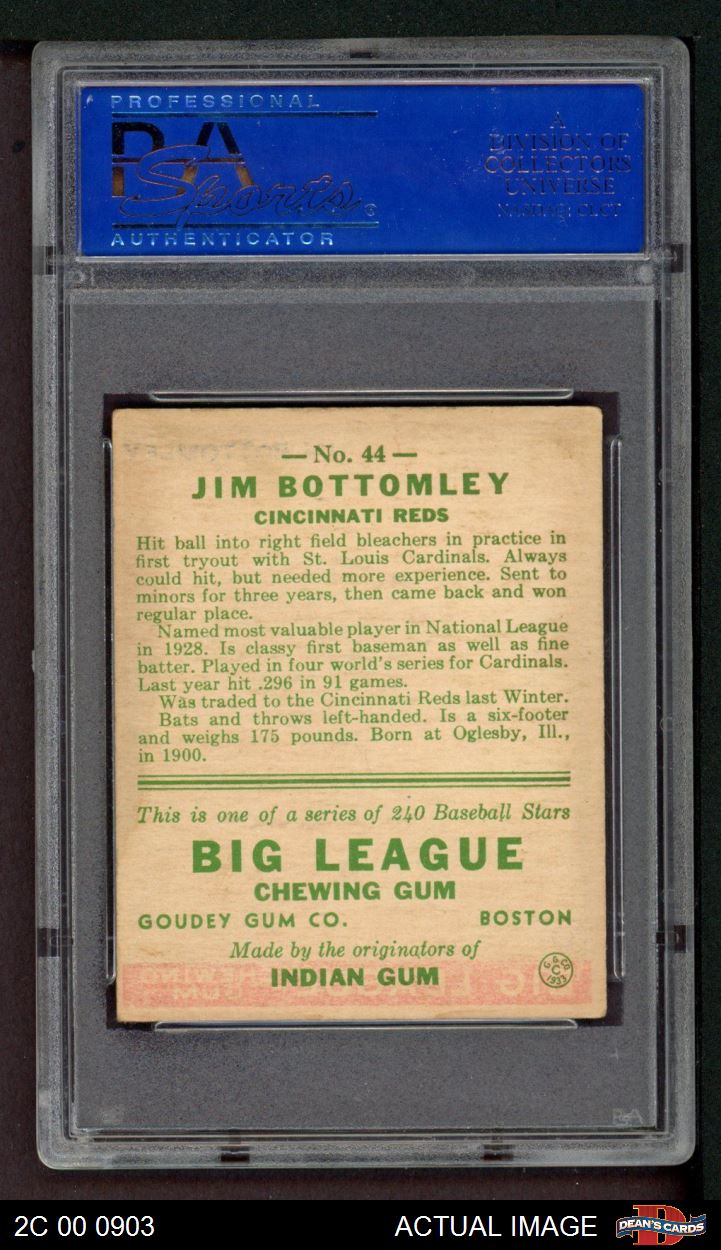 PROFESSIONAL
PSA
Sports
AUTHENTICATOR
A
DIVISION OF
COLLECTORS
UNIVERSE
NASDAQ: CLCT
— No. 44 —
JIM BOTTOMLEY
CINCINNATI REDS
Hit ball into right field bleachers in practice in
first tryout with St. Louis Cardinals. Always
could hit, but needed more experience. Sent to
minors for three years, then came back and won
regular place.
Named most valuable player in National League
in 1928. Is classy first baseman as well as fine
batter. Played in four world's series for Cardinals.
Last year hit .296 in 91 games.
Was traded to the Cincinnati Reds last Winter.
Bats and throws left-handed. Is a six-footer
and weighs 175 pounds. Born at Oglesby, Ill.,
in 1900.
This is one of a series of 240 Baseball Stars
BIG LEAGUE
CHEWING GUM
GOUDEY GUM CO. BOSTON
Made by the originators of
INDIAN GUM
G. G. CO.
C
1933
PSA
2C 00 0903 ACTUAL IMAGE DEAN'S CARDS